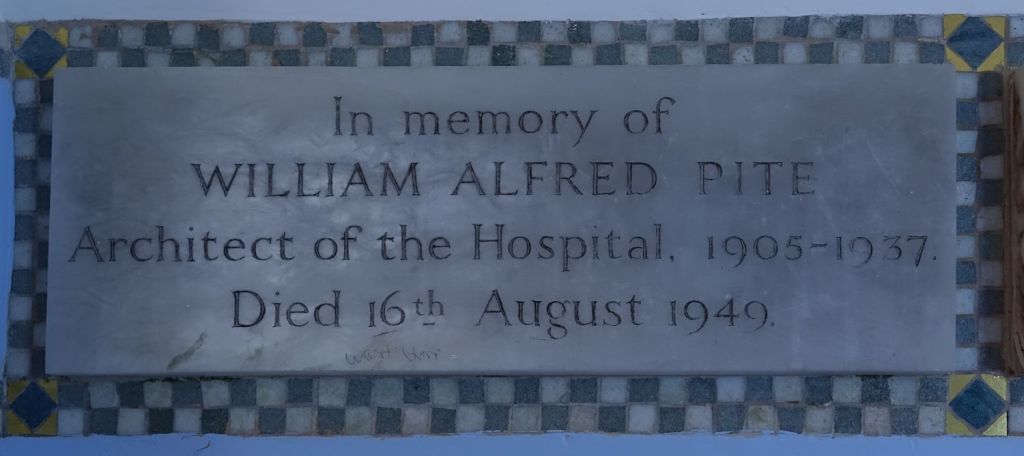 In memory of
WILLIAM ALFRED PITE
Architect of the Hospital, 1905-1937.
Died 16th August 1949.